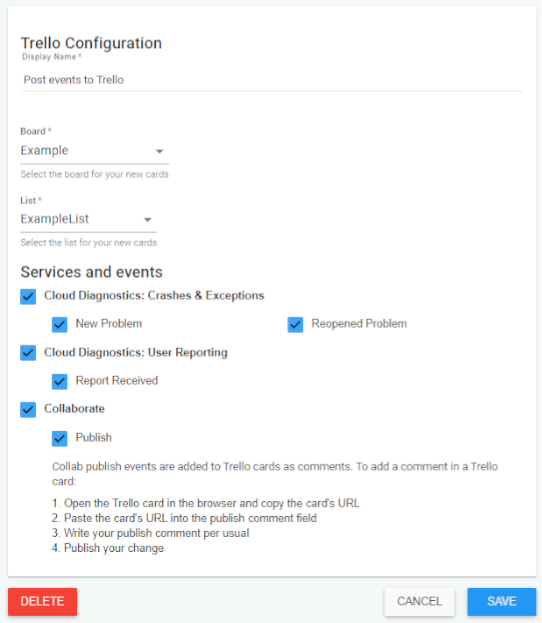 Trello Configuration
Display Name *
Post events to Trello
Board *
Example
Select the board for your new cards
List *
ExampleList
Select the list for your new cards
Services and events
Cloud Diagnostics: Crashes & Exceptions
New Problem
Reopened Problem
Cloud Diagnostics: User Reporting
Report Received
Collaborate
Publish
Collab publish events are added to Trello cards as comments. To add a comment in a Trello
card:
1. Open the Trello card in the browser and copy the card's URL
2. Paste the card's URL into the publish comment field
3. Write your publish comment per usual
4. Publish your change
DELETE
CANCEL
SAVE